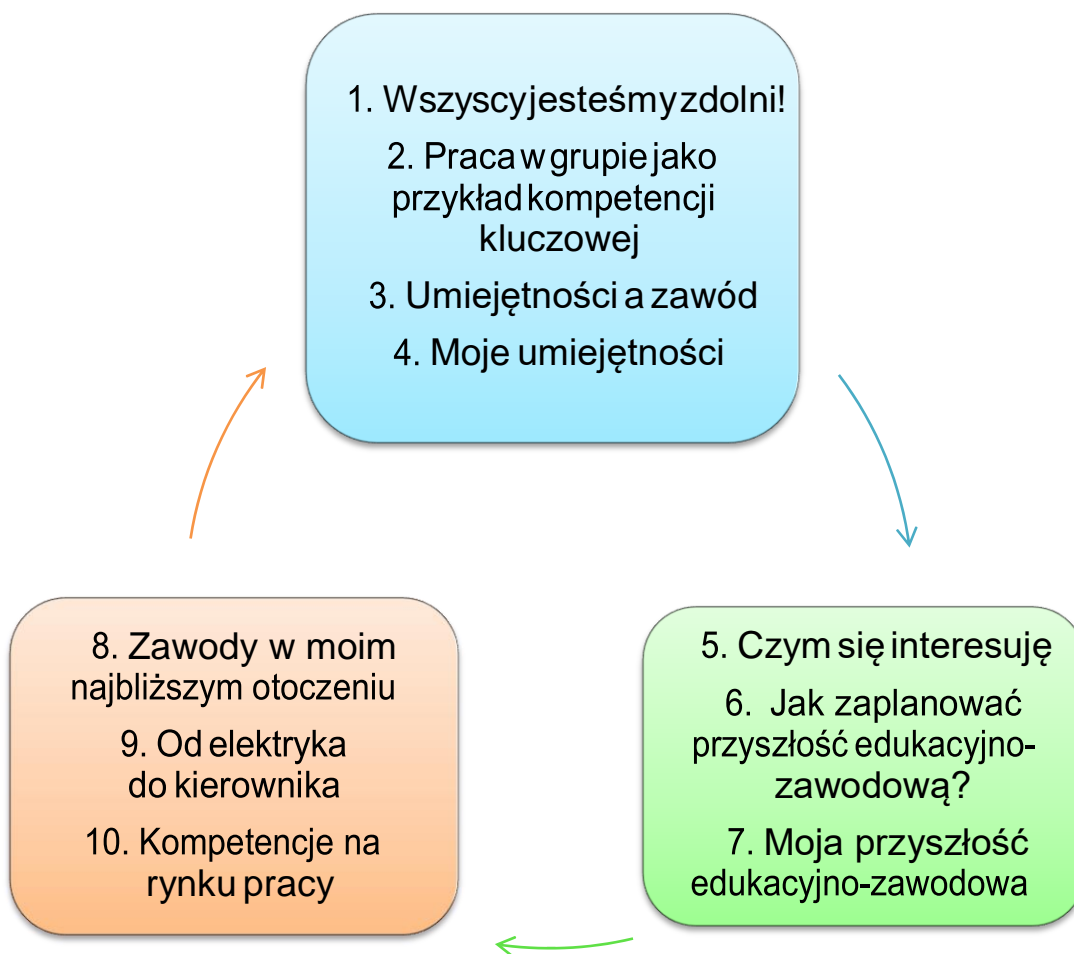 1. Wszyscy jesteśmy zdolni!
2. Praca w grupie jako
przykład kompetencji
kluczowej
3. Umiejętności a zawód
4. Moje umiejętności
5. Czym się interesuję
6. Jak zaplanować
przyszłość edukacyjno-
zawodową?
7. Moja przyszłość
edukacyjno-zawodowa
8. Zawody w moim
najbliższym otoczeniu
9. Od elektryka
do kierownika
10. Kompetencje na
rynku pracy